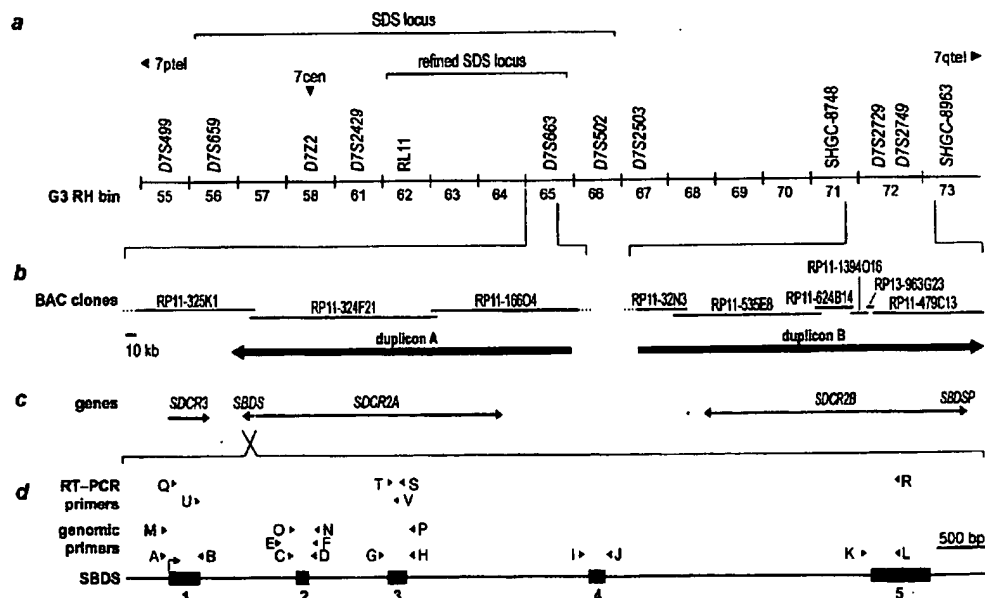 a
SDS locus
refined SDS locus
7ptel
7cen
7qtel
D7S499
D7S659
D7Z2
D7S2429
RL11
D7S663
D7S502
D7S2503
SHGC-8748
D7S2729
D7S2749
SHGC-8963
G3 RH bin
55 56 57 58 61 62 63 64 65 66 67 68 69 70 71 72 73
b
BAC clones
RP11-325K1
RP11-324F21
RP11-166O4
RP11-32N3
RP11-535E8
RP11-624B14
RP11-1394O16
RP13-963G23
RP11-479C13
10 kb
duplicon A
duplicon B
c
genes
SDCR3
SBDS
SDCR2A
SDCR2B
SBDSP
d
RT–PCR primers
Q
T
S
R
U
V
genomic primers
M
O
N
P
E
F
A
B
C
D
G
H
I
J
K
L
500 bp
SBDS
1 2 3 4 5